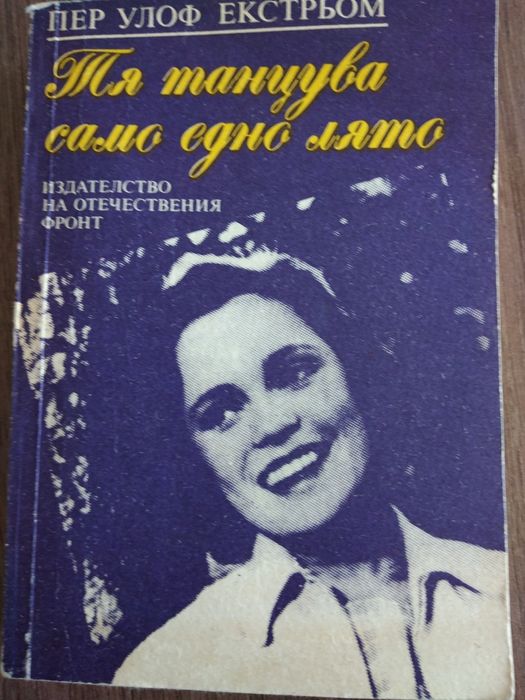 ПЕР УЛОФ ЕКСТРЬОМ
Тя танцува
само едно лято
ИЗДАТЕЛСТВО
НА ОТЕЧЕСТВЕНИЯ
ФРОНТ